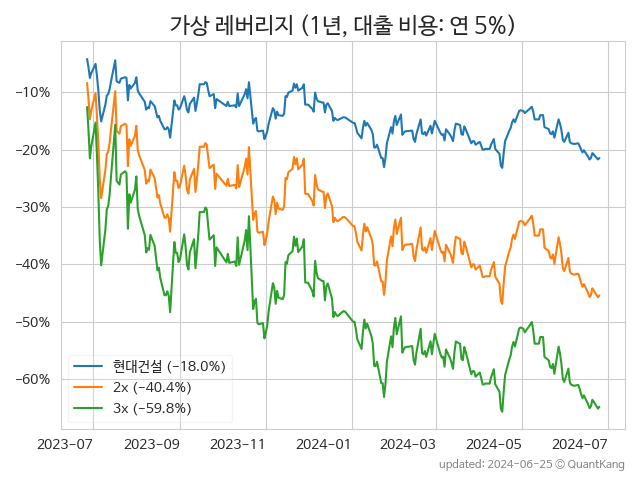 가상 레버리지 (1년, 대출 비용: 연 5%)
−10%
−20%
−30%
−40%
−50%
−60%
현대건설 (−18.0%)
2x (−40.4%)
3x (−59.8%)
2023-07 2023-09 2023-11 2024-01 2024-03 2024-05 2024-07
updated: 2024-06-25 © QuantKang